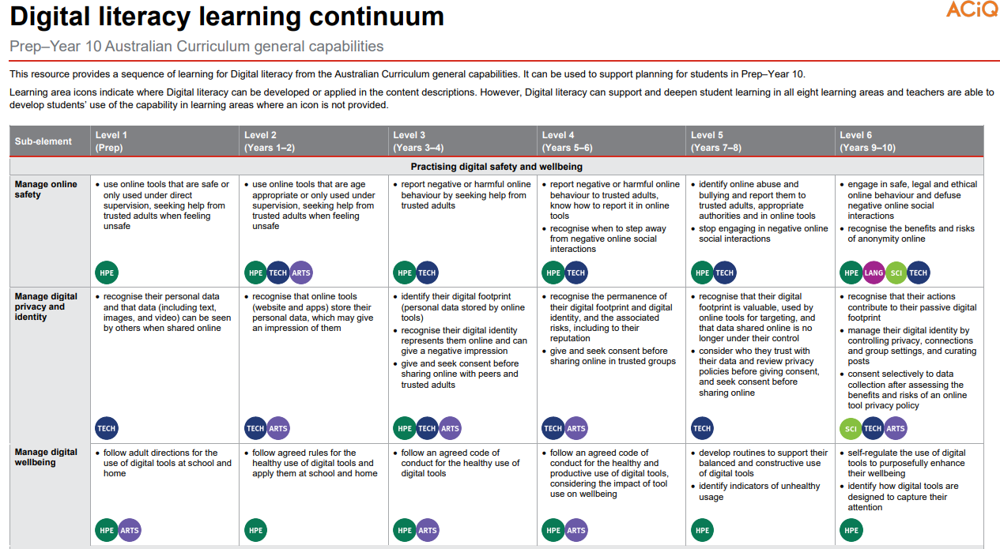 Digital literacy learning continuum
ACiQ
Prep–Year 10 Australian Curriculum general capabilities
This resource provides a sequence of learning for Digital literacy from the Australian Curriculum general capabilities. It can be used to support planning for students in Prep–Year 10.
Learning area icons indicate where Digital literacy can be developed or applied in the content descriptions. However, Digital literacy can support and deepen student learning in all eight learning areas and teachers are able to
develop students’ use of the capability in learning areas where an icon is not provided.
Sub-element
Level 1
(Prep)
Level 2
(Years 1–2)
Level 3
(Years 3–4)
Level 4
(Years 5–6)
Level 5
(Years 7–8)
Level 6
(Years 9–10)
Practising digital safety and wellbeing
Manage online
safety
• use online tools that are safe or
only used under direct
supervision, seeking help from
trusted adults when feeling
unsafe
HPE
• use online tools that are age
appropriate or only used under
supervision, seeking help from
trusted adults when feeling
unsafe
HPE TECH ARTS
• report negative or harmful online
behaviour by seeking help from
trusted adults
HPE TECH
• report negative or harmful online
behaviour to trusted adults,
know how to report it in online
tools
• recognise when to step away
from negative online social
interactions
HPE TECH
• identify online abuse and
bullying and report them to
trusted adults, appropriate
authorities and in online tools
• stop engaging in negative online
social interactions
HPE TECH
• engage in safe, legal and ethical
online behaviour and defuse
negative online social
interactions
• recognise the benefits and risks
of anonymity online
HPE LANG SCI TECH
Manage digital
privacy and
identity
• recognise their personal data
and that data (including text,
images, and video) can be seen
by others when shared online
TECH
• recognise that online tools
(website and apps) store their
personal data, which may give
an impression of them
TECH ARTS
• identify their digital footprint
(personal data stored by online
tools)
• recognise their digital identity
represents them online and can
give a negative impression
• give and seek consent before
sharing online with peers and
trusted adults
HPE TECH ARTS
• recognise the permanence of
their digital footprint and digital
identity, and the associated
risks, including to their
reputation
• give and seek consent before
sharing online in trusted groups
TECH ARTS
• recognise that their digital
footprint is valuable, used by
online tools for targeting, and
that data shared online is no
longer under their control
• consider who they trust with
their data and review privacy
policies before giving consent,
and seek consent before
sharing online
TECH
• recognise that their actions
contribute to their passive digital
footprint
• manage their digital identity by
controlling privacy, connections
and group settings, and curating
posts
• consent selectively to data
collection after assessing the
benefits and risks of an online
tool privacy policy
SCI TECH ARTS
Manage digital
wellbeing
• follow adult directions for the
use of digital tools at school and
home
HPE ARTS
• follow agreed rules for the
healthy use of digital tools and
apply them at school and home
HPE
• follow an agreed code of
conduct for the healthy use of
digital tools
HPE ARTS
• follow an agreed code of
conduct for the healthy and
productive use of digital tools,
considering the impact of tool
use on wellbeing
HPE ARTS
• develop routines to support their
balanced and constructive use
of digital tools
• identify indicators of unhealthy
usage
HPE
• self-regulate the use of digital
tools to purposefully enhance
their wellbeing
• identify how digital tools are
designed to capture their
attention
HPE